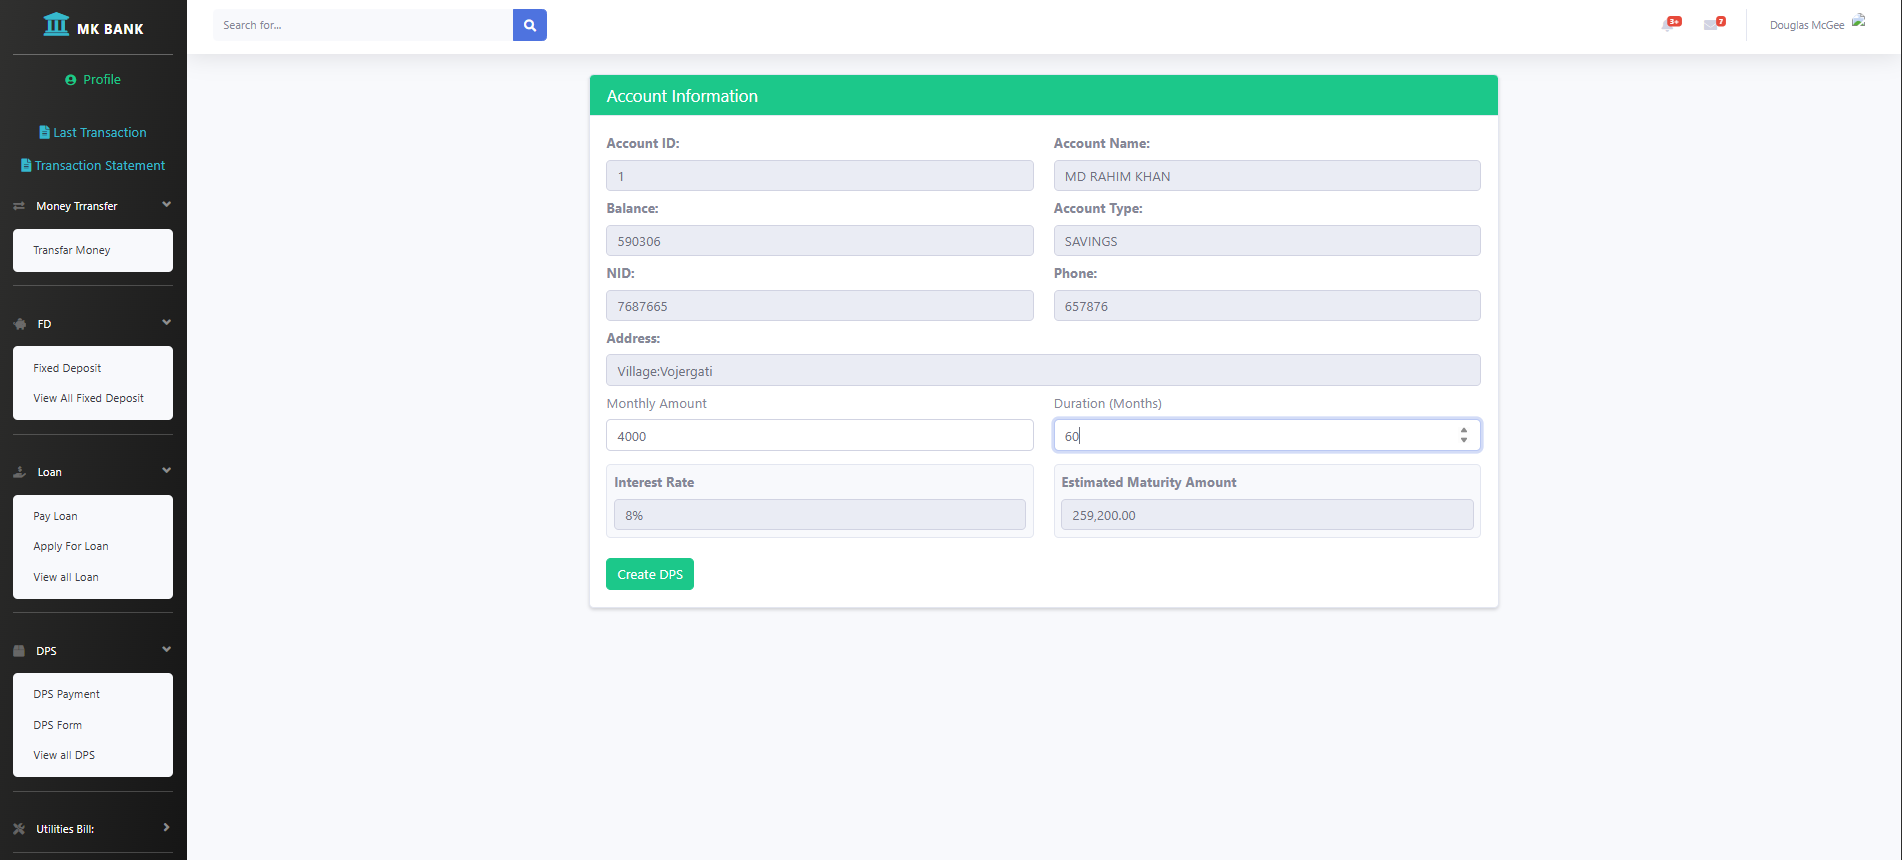 MK BANK
Profile
Last Transaction
Transaction Statement
Money Trransfer
Transfar Money
FD
Fixed Deposit
View All Fixed Deposit
Loan
Pay Loan
Apply For Loan
View all Loan
DPS
DPS Payment
DPS Form
View all DPS
Utilities Bill:
Search for...
3+
7
Douglas McGee
Account Information
Account ID:
Account Name:
1
MD RAHIM KHAN
Balance:
Account Type:
590306
SAVINGS
NID:
Phone:
7687665
657876
Address:
Village:Vojergati
Monthly Amount
Duration (Months)
4000
60
Interest Rate
Estimated Maturity Amount
8%
259,200.00
Create DPS